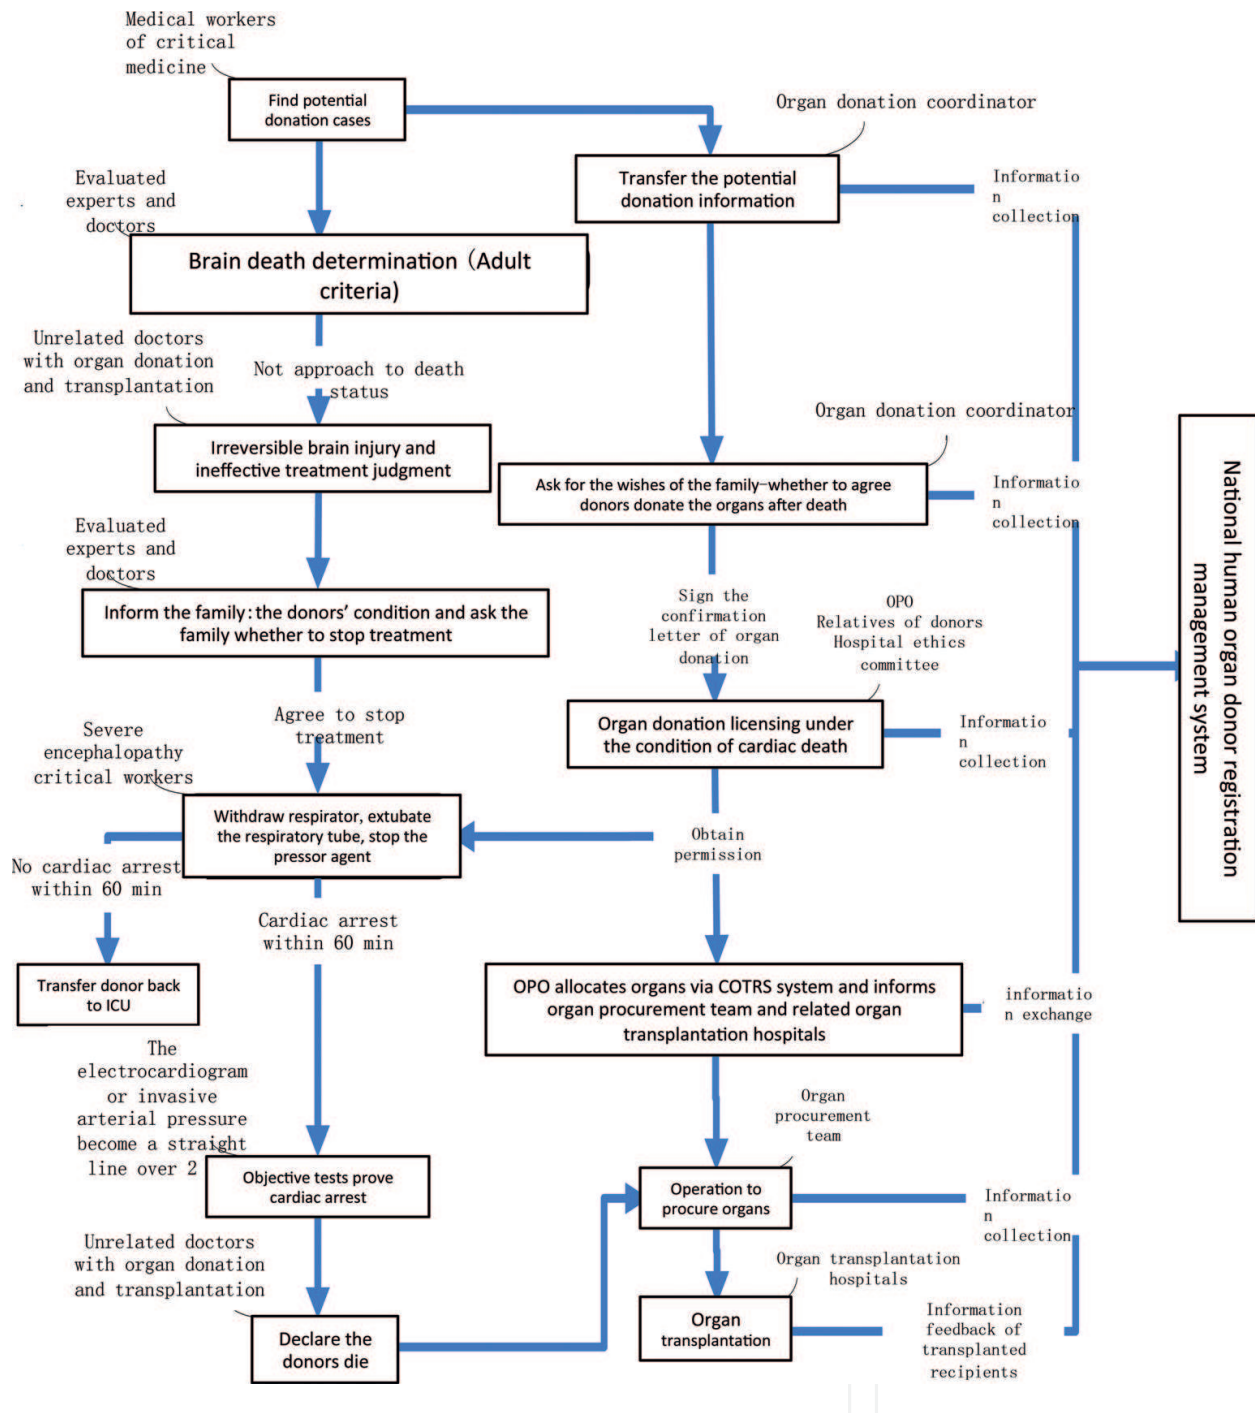 Medical workers
of critical
medicine
Find potential
donation cases
Organ donation coordinator
Transfer the potential
donation information
Informatio
n
collection
Evaluated
experts and
doctors
Brain death determination (Adult
criteria)
Unrelated doctors
with organ donation
and transplantation
Not approach to death
status
Irreversible brain injury and
ineffective treatment judgment
Organ donation coordinator
Ask for the wishes of the family-whether to agree
donors donate the organs after death
Informatio
n
collection
Evaluated
experts and
doctors
Inform the family: the donors' condition and ask the
family whether to stop treatment
Sign the
confirmation
letter of organ
donation
OPO
Relatives of donors
Hospital ethics
committee
Organ donation licensing under
the condition of cardiac death
Informatio
n
collection
National human organ donor registration
management system
Agree to stop
treatment
Severe
encephalopathy
critical workers
Withdraw respirator, extubate
the respiratory tube, stop the
pressor agent
Obtain
permission
No cardiac arrest
within 60 min
Cardiac arrest
within 60 min
Transfer donor back
to ICU
OPO allocates organs via COTRS system and informs
organ procurement team and related organ
transplantation hospitals
informatio
n exchange
The
electrocardiogram
or invasive
arterial pressure
become a straight
line over 2
Objective tests prove
cardiac arrest
Organ
procurement
team
Operation to
procure organs
Informatio
n
collection
Unrelated doctors
with organ donation
and transplantation
Declare the
donors die
Organ transplantation
hospitals
Organ
transplantation
Information
feedback of
transplanted
recipients